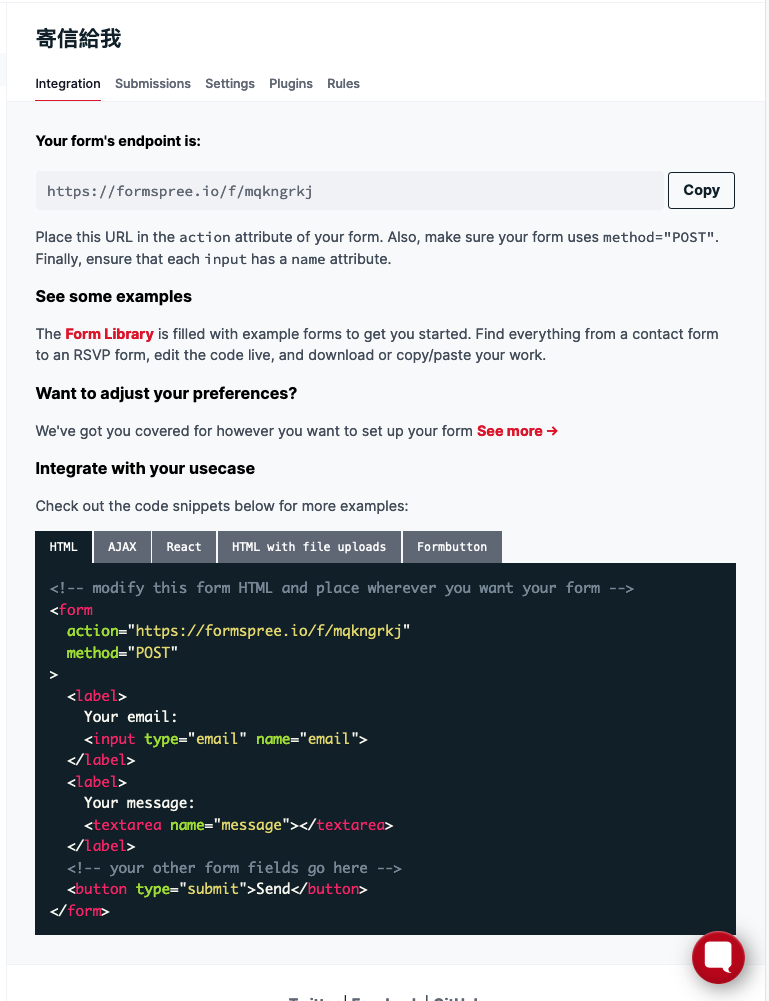 寄信給我
Integration Submissions Settings Plugins Rules
Your form's endpoint is:
https://formspree.io/f/mqkngrkj Copy
Place this URL in the action attribute of your form. Also, make sure your form uses method="POST".
Finally, ensure that each input has a name attribute.
See some examples
The Form Library is filled with example forms to get you started. Find everything from a contact form
to an RSVP form, edit the code live, and download or copy/paste your work.
Want to adjust your preferences?
We've got you covered for however you want to set up your form See more →
Integrate with your usecase
Check out the code snippets below for more examples:
HTML AJAX React HTML with file uploads Formbutton
<!-- modify this form HTML and place wherever you want your form -->
<form
  action="https://formspree.io/f/mqkngrkj"
  method="POST"
>
  <label>
    Your email:
    <input type="email" name="email">
  </label>
  <label>
    Your message:
    <textarea name="message"></textarea>
  </label>
  <!-- your other form fields go here -->
  <button type="submit">Send</button>
</form>